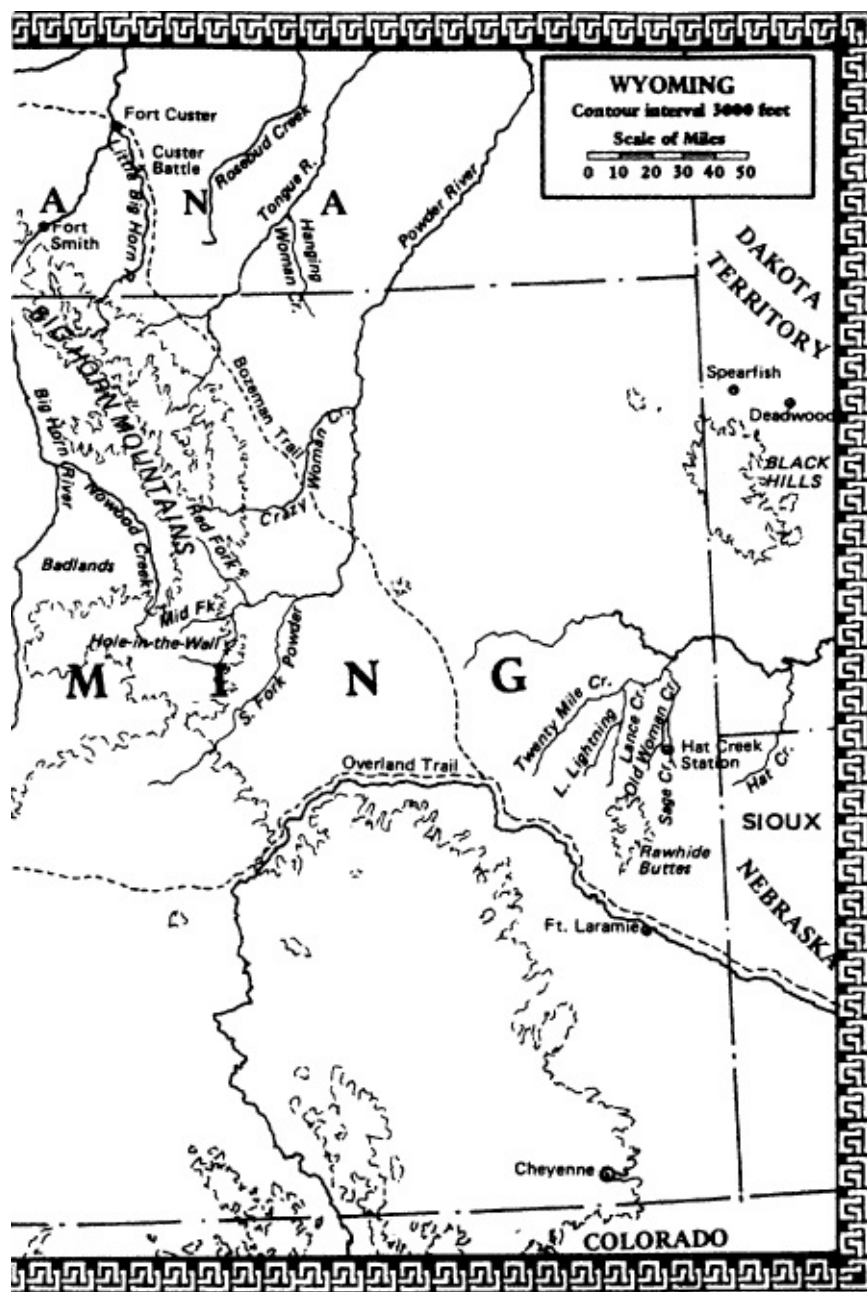 WYOMING
Contour interval 3000 feet
Scale of Miles
0 10 20 30 40 50
Fort Custer
Custer
Battle
Little Big Horn R.
Rosebud Creek
Tongue R.
Hanging
Woman Cr.
Powder River
A
N
A
Fort
Smith
DAKOTA
TERRITORY
BIG HORN MOUNTAINS
Bozeman Trail
Spearfish
Deadwood
BLACK
HILLS
Big Horn
River
Nowood Creek
Crazy Woman Cr.
Red Fork
Badlands
Mid Fk.
Hole-in-the-Wall
S. Fork Powder
M
I
N
G
Twenty Mile Cr.
L. Lightning
Lance Cr.
Old Woman Cr.
Sage Cr.
Hat Creek
Station
Hat Cr.
Overland Trail
SIOUX
Rawhide
Buttes
NEBRASKA
Ft. Laramie
Cheyenne
COLORADO